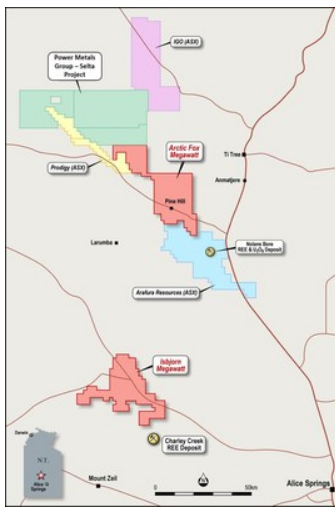 IGO (ASX)
Power Metals
Group – Selta
Project
Arctic Fox
Megawatt
Ti Tree
Prodigy (ASX)
Anmatjere
Pine Hill
Larumba
Nolans Bore
REE & U₃O₈ Deposit
Arafura Resources (ASX)
Isbjorn
Megawatt
Charley Creek
REE Deposit
Darwin
N.T.
Alice
Springs
Mount Zeil
0
50km
Alice Springs